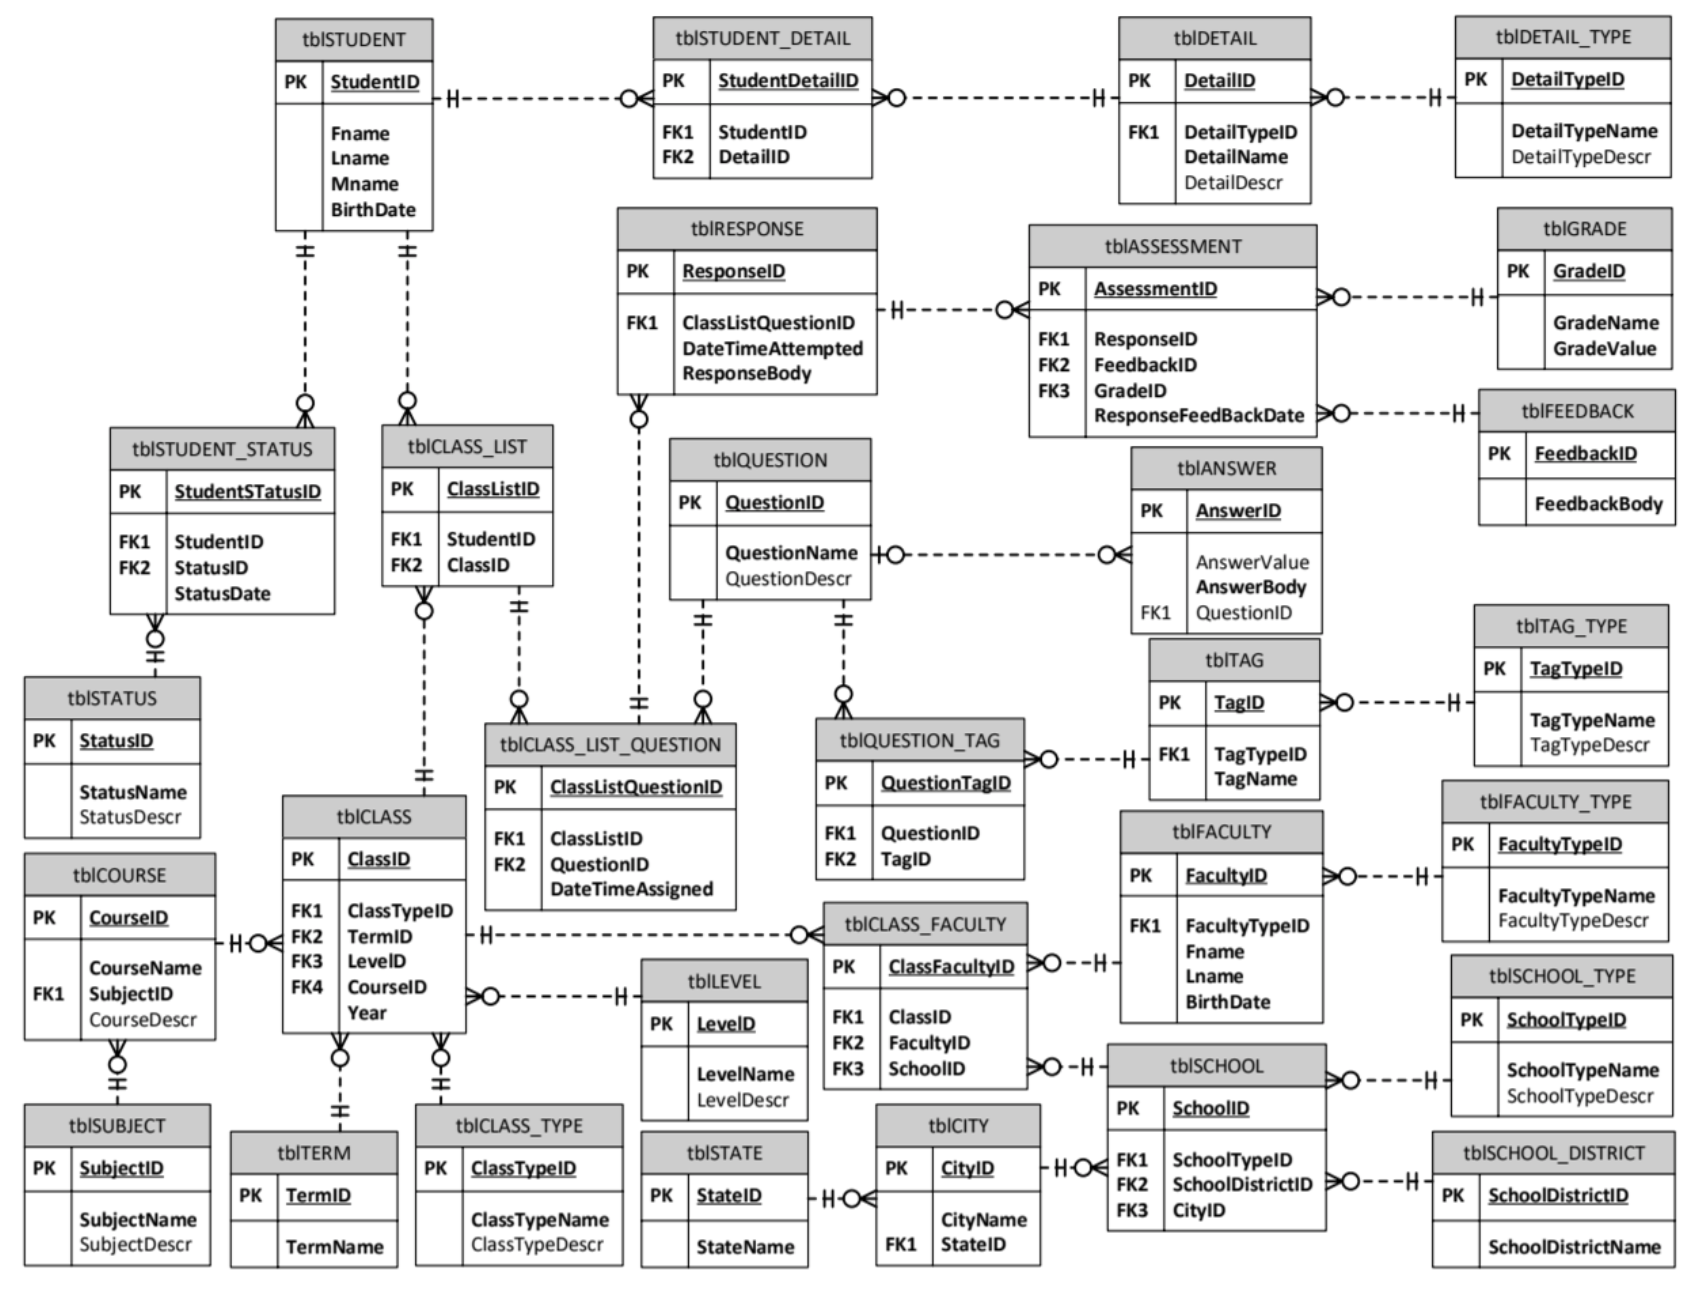 tblSTUDENT
PK StudentID
Fname
Lname
Mname
BirthDate
tblSTUDENT_DETAIL
PK StudentDetailID
FK1 StudentID
FK2 DetailID
tblDETAIL
PK DetailID
FK1 DetailTypeID
DetailName
DetailDescr
tblDETAIL_TYPE
PK DetailTypeID
DetailTypeName
DetailTypeDescr
tblRESPONSE
PK ResponseID
FK1 ClassListQuestionID
DateTimeAttempted
ResponseBody
tblASSESSMENT
PK AssessmentID
FK1 ResponseID
FK2 FeedbackID
FK3 GradeID
ResponseFeedBackDate
tblGRADE
PK GradeID
GradeName
GradeValue
tblFEEDBACK
PK FeedbackID
FeedbackBody
tblSTUDENT_STATUS
PK StudentSTatusID
FK1 StudentID
FK2 StatusID
StatusDate
tblCLASS_LIST
PK ClassListID
FK1 StudentID
FK2 ClassID
tblQUESTION
PK QuestionID
QuestionName
QuestionDescr
tblANSWER
PK AnswerID
AnswerValue
AnswerBody
FK1 QuestionID
tblSTATUS
PK StatusID
StatusName
StatusDescr
tblCLASS_LIST_QUESTION
PK ClassListQuestionID
FK1 ClassListID
FK2 QuestionID
DateTimeAssigned
tblQUESTION_TAG
PK QuestionTagID
FK1 QuestionID
FK2 TagID
tblTAG
PK TagID
FK1 TagTypeID
TagName
tblTAG_TYPE
PK TagTypeID
TagTypeName
TagTypeDescr
tblCOURSE
PK CourseID
CourseName
FK1 SubjectID
CourseDescr
tblCLASS
PK ClassID
FK1 ClassTypeID
FK2 TermID
FK3 LevelD
FK4 CourseID
Year
tblCLASS_FACULTY
PK ClassFacultyID
FK1 ClassID
FK2 FacultyID
FK3 SchoolID
tblFACULTY
PK FacultyID
FK1 FacultyTypeID
Fname
Lname
BirthDate
tblFACULTY_TYPE
PK FacultyTypeID
FacultyTypeName
FacultyTypeDescr
tblLEVEL
PK LevelD
LevelName
LevelDescr
tblSCHOOL_TYPE
PK SchoolTypeID
SchoolTypeName
SchoolTypeDescr
tblSUBJECT
PK SubjectID
SubjectName
SubjectDescr
tblTERM
PK TermID
TermName
tblCLASS_TYPE
PK ClassTypeID
ClassTypeName
ClassTypeDescr
tblSTATE
PK StateID
StateName
tblCITY
PK CityID
CityName
FK1 StateID
tblSCHOOL
PK SchoolID
FK1 SchoolTypeID
FK2 SchoolDistrictID
FK3 CityID
tblSCHOOL_DISTRICT
PK SchoolDistrictID
SchoolDistrictName